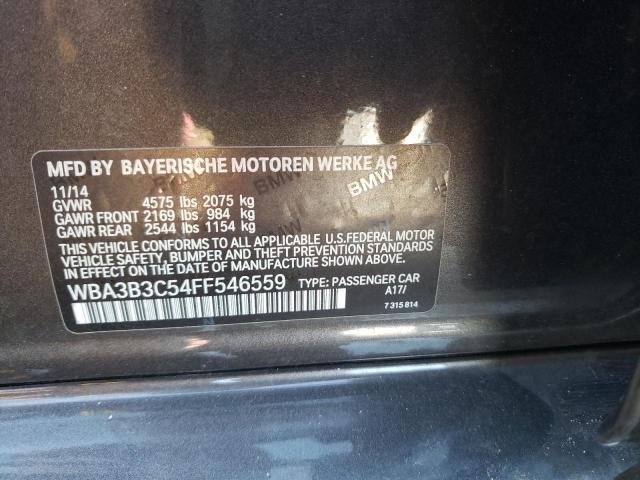 MFD BY BAYERISCHE MOTOREN WERKE AG
11/14
GVWR 4575 lbs 2075 kg
GAWR FRONT 2169 lbs 984 kg
GAWR REAR 2544 lbs 1154 kg
THIS VEHICLE CONFORMS TO ALL APPLICABLE U.S.FEDERAL MOTOR
VEHICLE SAFETY, BUMPER AND THEFT PREVENTION STANDARDS
IN EFFECT ON THE DATE OF MANUFACTURE SHOWN ABOVE.
WBA3B3C54FF546559 TYPE: PASSENGER CAR
A17/
7 315 814
BMW
BMW
BMW